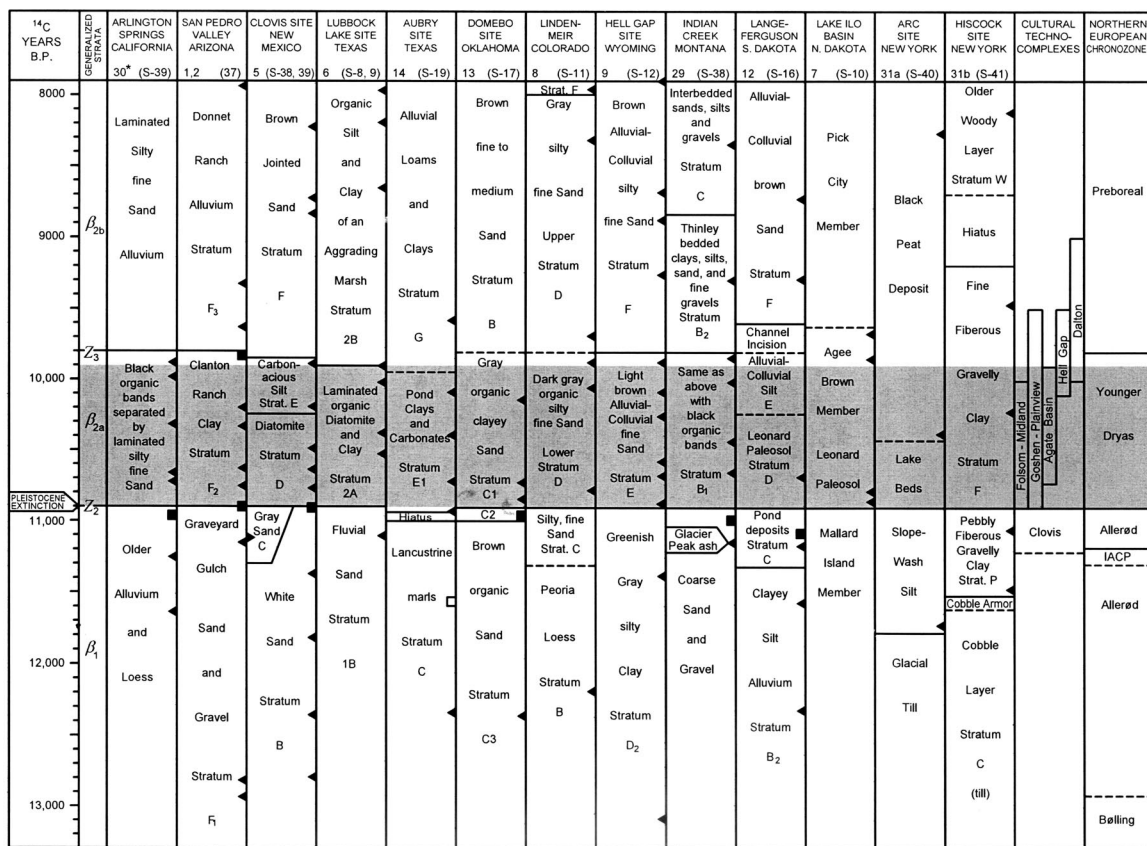 14C
YEARS
B.P.
8000
9000
10,000
11,000
12,000
13,000
PLEISTOCENE
EXTINCTION
GENERALIZED
STRATA
β2b
Z3
β2a
Z2
β1
ARLINGTON
SPRINGS
CALIFORNIA
30* (S-39)
Laminated
Silty
fine
Sand
Alluvium
Black
organic
bands
separated
by
laminated
silty
fine
Sand
Older
Alluvium
and
Loess
SAN PEDRO
VALLEY
ARIZONA
1,2 (37)
Donnet
Ranch
Alluvium
Stratum
F3
Clanton
Ranch
Clay
Stratum
F2
Graveyard
Gulch
Sand
and
Gravel
Stratum
F1
CLOVIS SITE
NEW
MEXICO
5 (S-38, 39)
Brown
Jointed
Sand
Stratum
F
Carbon-
acious
Silt
Strat. E
Diatomite
Stratum
D
Gray
Sand
C
White
Sand
Stratum
B
LUBBOCK
LAKE SITE
TEXAS
6 (S-8, 9)
Organic
Silt
and
Clay
of an
Aggrading
Marsh
Stratum
2B
Laminated
organic
Diatomite
and
Clay
Stratum
2A
Fluvial
Sand
Stratum
1B
AUBRY
SITE
TEXAS
14 (S-19)
Alluvial
Loams
and
Clays
Stratum
G
Pond
Clays
and
Carbonates
Stratum
E1
Hiatus
Lancustrine
marls
Stratum
C
DOMEBO
SITE
OKLAHOMA
13 (S-17)
Brown
fine to
medium
Sand
Stratum
B
Gray
organic
clayey
Sand
Stratum
C1
C2
Brown
organic
Sand
Stratum
C3
LINDEN-
MEIR
COLORADO
8 (S-11)
Strat. F
Gray
silty
fine Sand
Upper
Stratum
D
Dark gray
organic
silty
fine Sand
Lower
Stratum
D
Silty, fine
Sand
Strat. C
Peoria
Loess
Stratum
B
HELL GAP
SITE
WYOMING
9 (S-12)
Brown
Alluvial-
Colluvial
silty
fine Sand
Stratum
F
Light
brown
Alluvial-
Colluvial
fine
Sand
Stratum
E
Greenish
Gray
silty
Clay
Stratum
D2
INDIAN
CREEK
MONTANA
29 (S-38)
Interbedded
sands, silts
and
gravels
Stratum
C
Thinley
bedded
clays, silts,
sand, and
fine
gravels
Stratum
B2
Same as
above
with
black
organic
bands
Stratum
B1
Glacier
Peak ash
Coarse
Sand
and
Gravel
LANGE-
FERGUSON
S. DAKOTA
12 (S-16)
Alluvial-
Colluvial
brown
Sand
Stratum
F
Channel
Incision
Alluvial-
Colluvial
Silt
E
Leonard
Paleosol
Stratum
D
Pond
deposits
Stratum
C
Clayey
Silt
Alluvium
Stratum
B2
LAKE ILO
BASIN
N. DAKOTA
7 (S-10)
Pick
City
Member
Agee
Brown
Member
Leonard
Paleosol
Mallard
Island
Member
ARC
SITE
NEW YORK
31a (S-40)
Black
Peat
Deposit
Lake
Beds
Slope-
Wash
Silt
Glacial
Till
HISCOCK
SITE
NEW YORK
31b (S-41)
Older
Woody
Layer
Stratum W
Hiatus
Fine
Fiberous
Gravelly
Clay
Stratum
F
Pebbly
Fiberous
Gravelly
Clay
Strat. P
Cobble Armor
Cobble
Layer
Stratum
C
(till)
CULTURAL
TECHNO-
COMPLEXES
Folsom - Midland
Goshen - Plainview
Agate Basin
Hell Gap
Dalton
Clovis
NORTHERN
EUROPEAN
CHRONOZONE
Preboreal
Younger
Dryas
Allerød
IACP
Allerød
Bølling